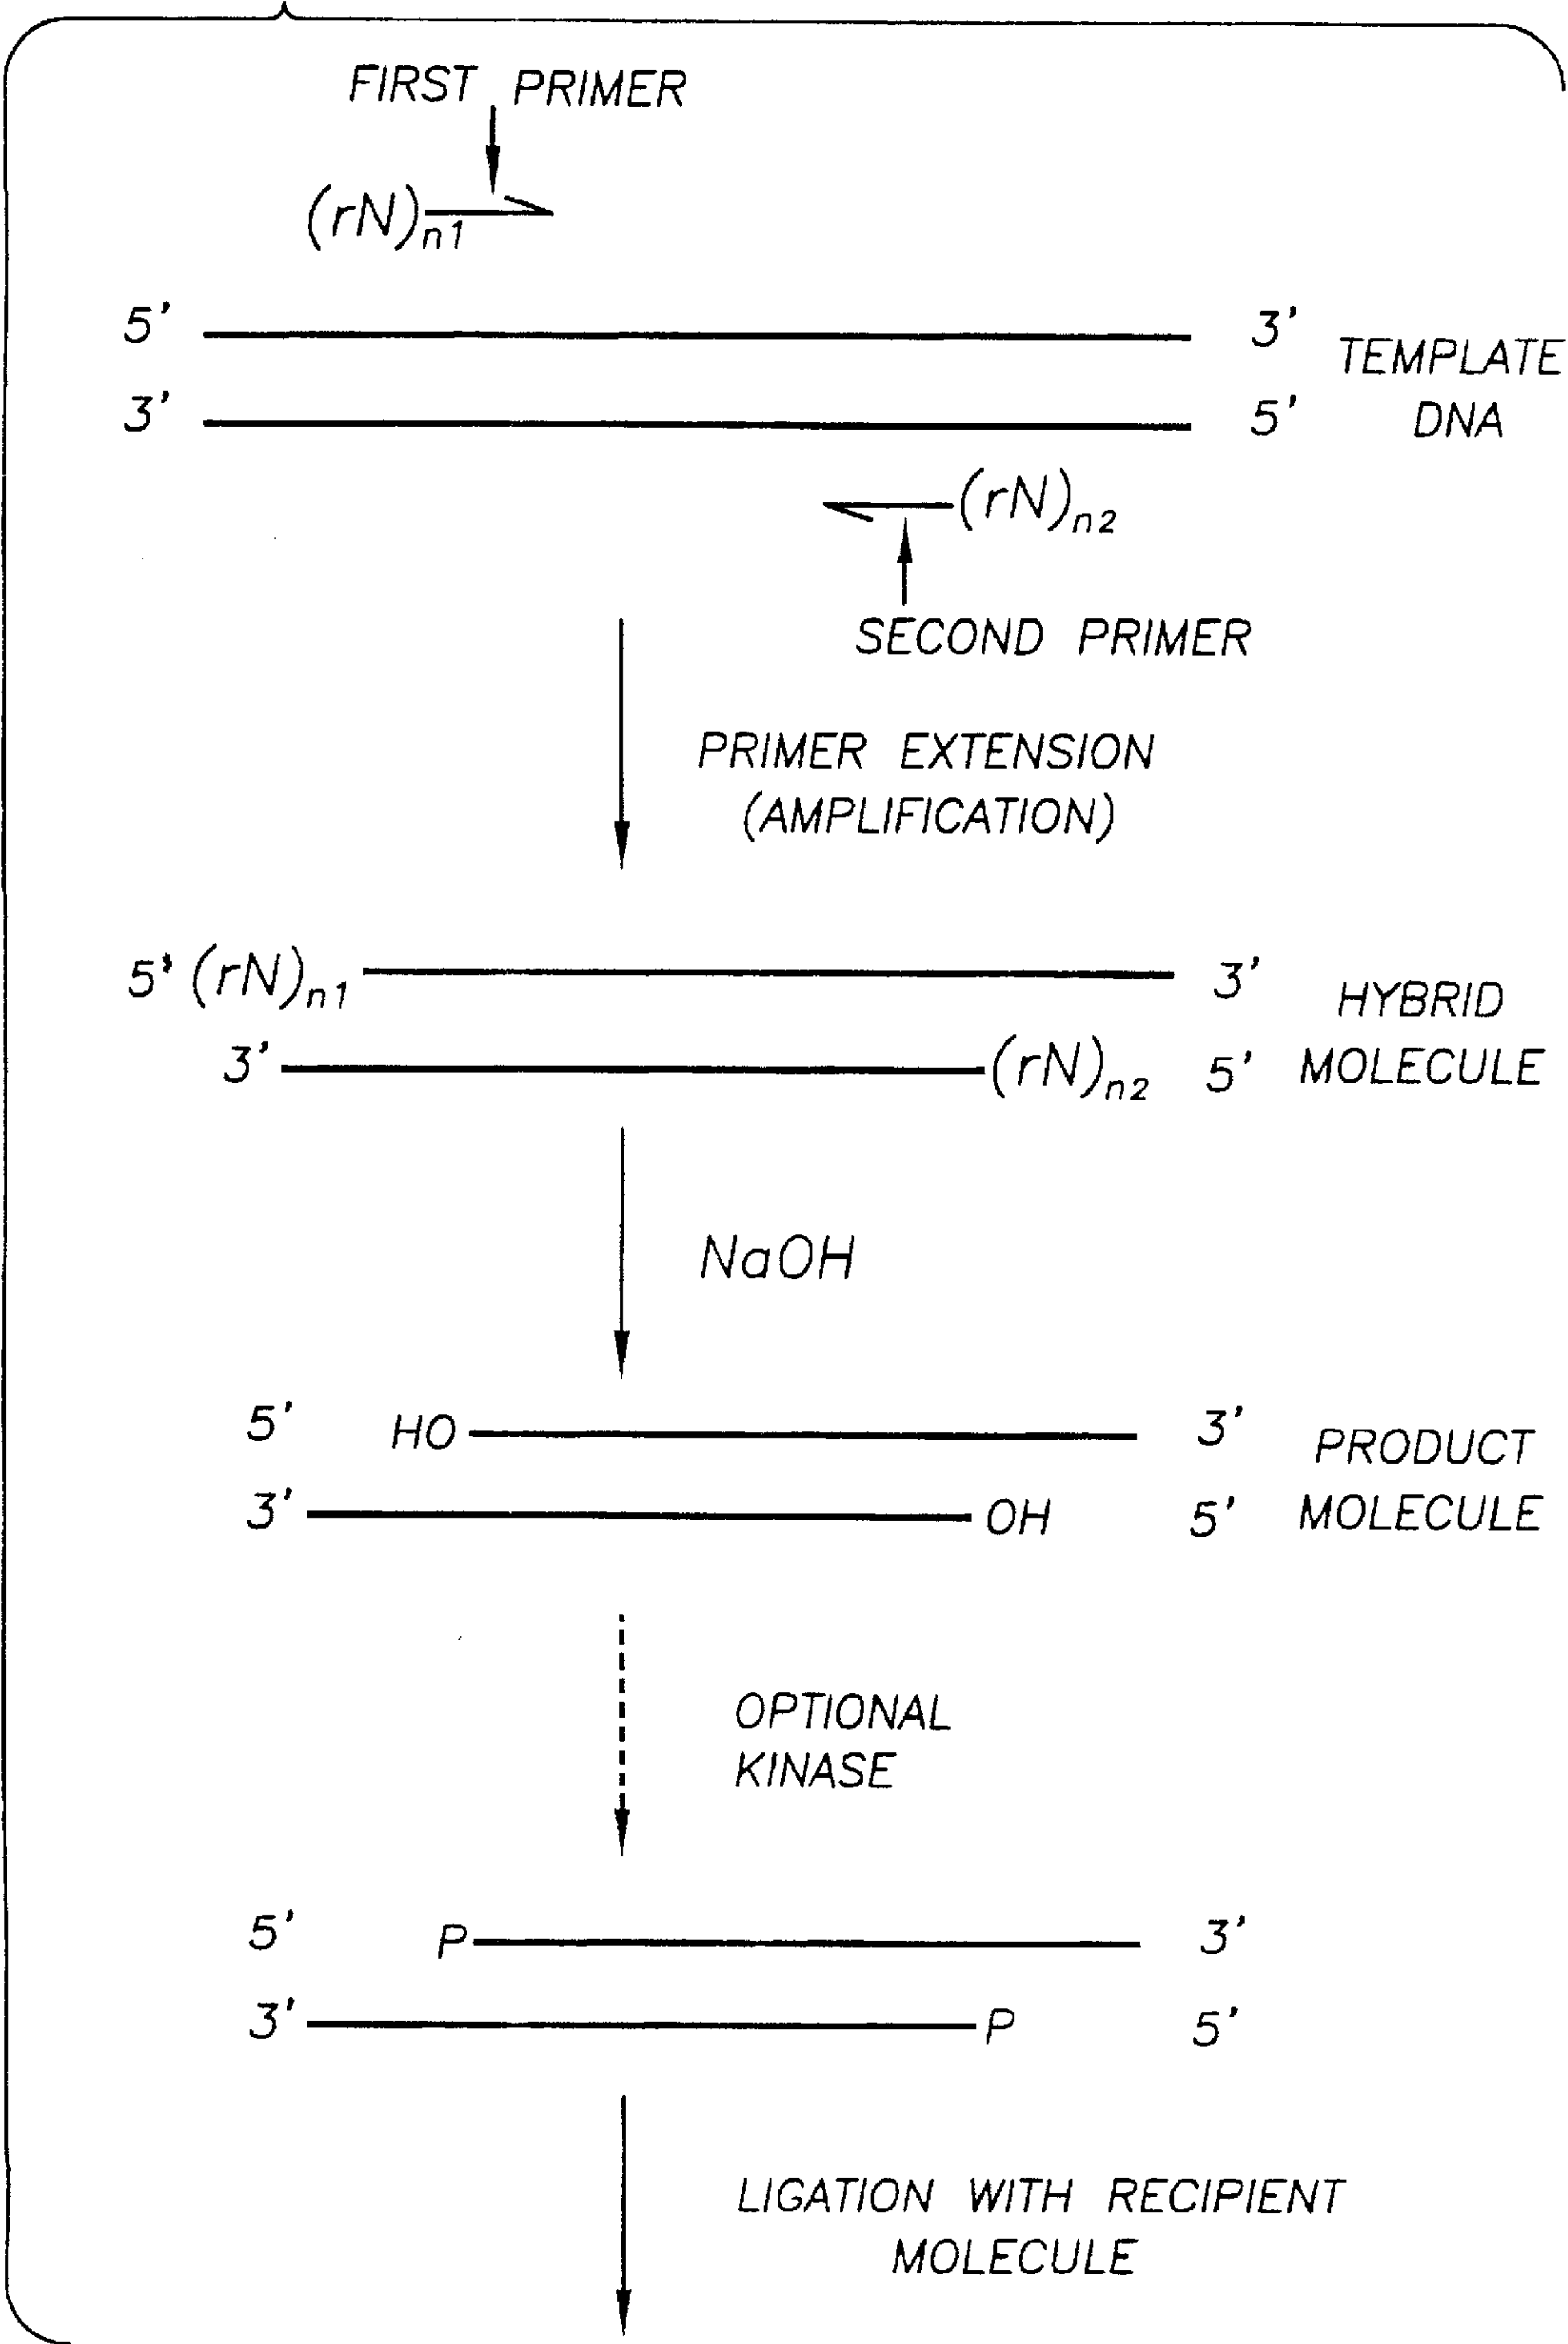 FIRST PRIMER
(rN)n1
5' 3'
TEMPLATE
3' 5' DNA
(rN)n2
SECOND PRIMER
PRIMER EXTENSION
(AMPLIFICATION)
5' (rN)n1 3' HYBRID
3' (rN)n2 5' MOLECULE
NaOH
5' HO 3' PRODUCT
3' OH 5' MOLECULE
OPTIONAL
KINASE
5' P 3'
3' P 5'
LIGATION WITH RECIPIENT
MOLECULE